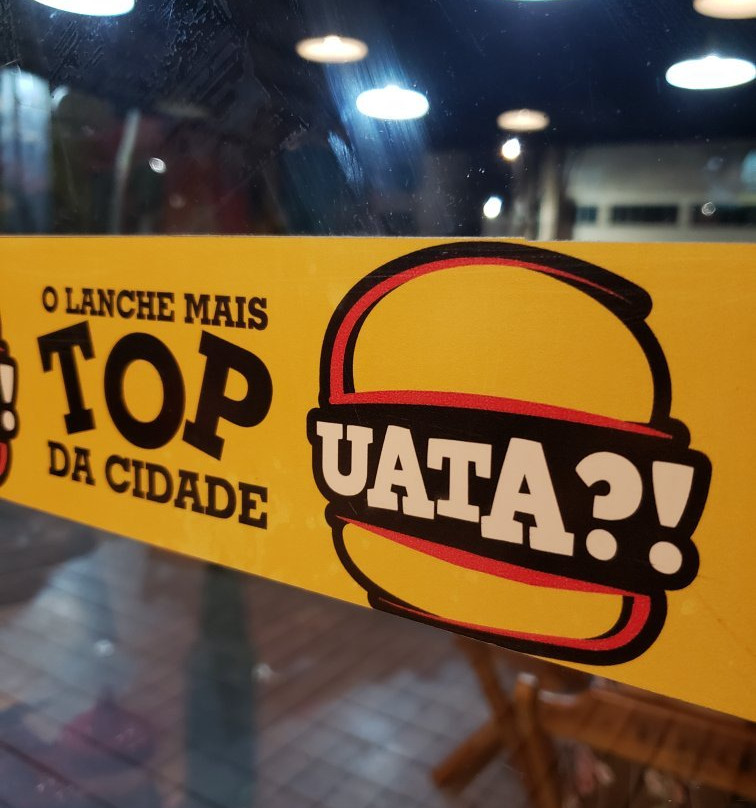 O LANCHE MAIS
TOP
DA CIDADE
UATA?!
!